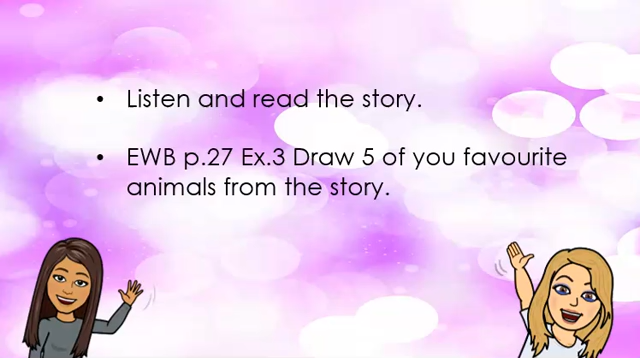 • Listen and read the story.
• EWB p.27 Ex.3 Draw 5 of you favourite
animals from the story.